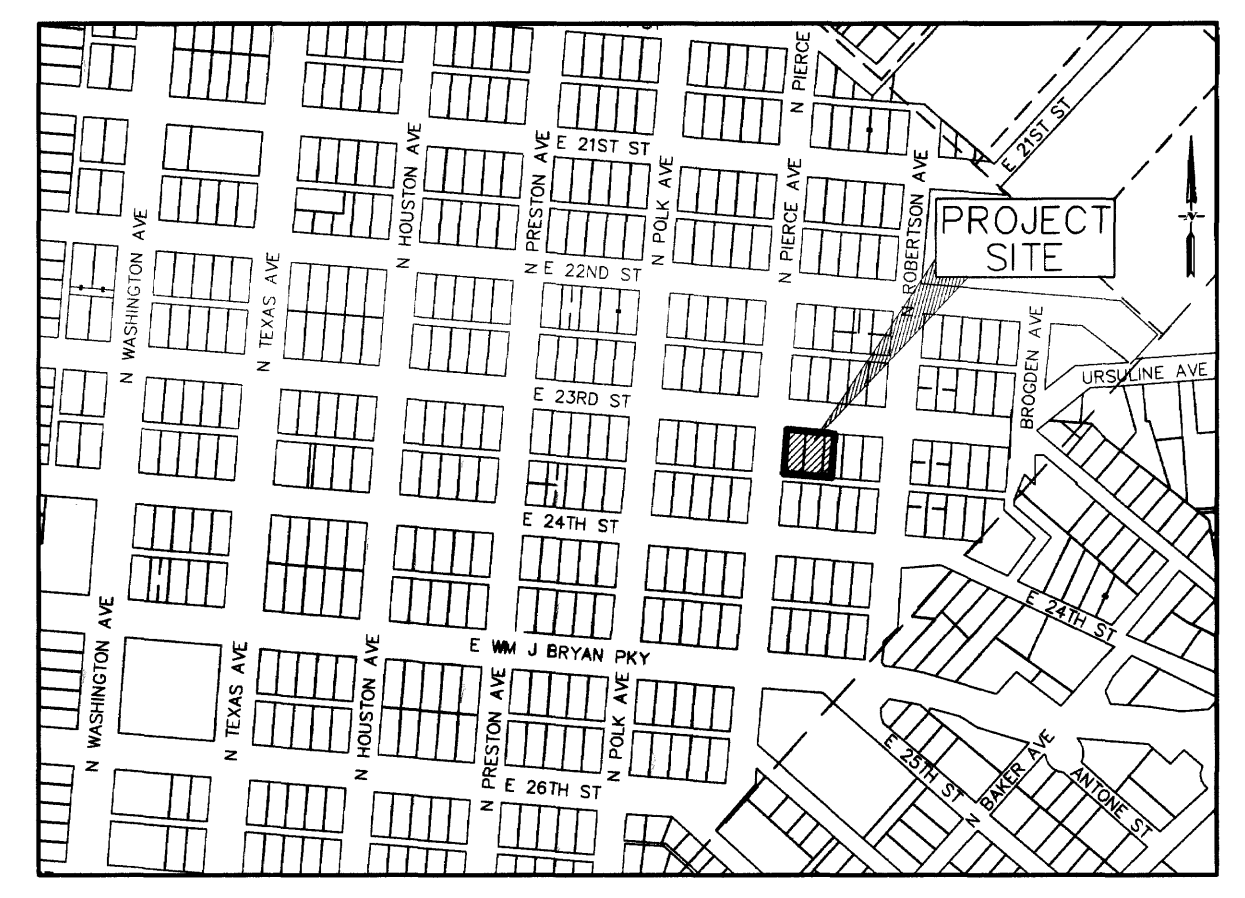 N PIERCE
E 21ST ST
E 21ST ST
N HOUSTON AVE
N PRESTON AVE
N POLK AVE
N PIERCE AVE
N ROBERTSON AVE
PROJECT
SITE
N WASHINGTON AVE
N TEXAS AVE
E 22ND ST
BROGDEN AVE
URSULINE AVE
E 23RD ST
E 24TH ST
E 24TH ST
N WASHINGTON AVE
N TEXAS AVE
N HOUSTON AVE
E WM J BRYAN PKY
N PRESTON AVE
N POLK AVE
E 25TH ST
N BAKER AVE
ANTONE ST
E 26TH ST